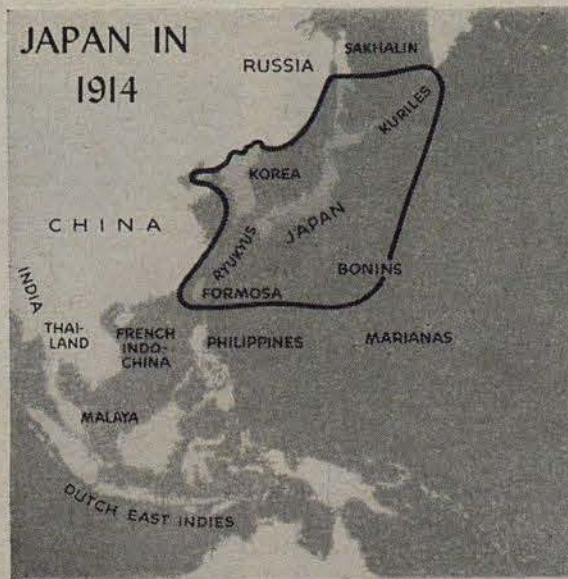 JAPAN IN
1914
RUSSIA
SAKHALIN
KURILES
KOREA
JAPAN
CHINA
RYUKYUS
BONINS
FORMOSA
INDIA
THAI-
LAND
FRENCH
INDO-
CHINA
PHILIPPINES
MARIANAS
MALAYA
DUTCH EAST INDIES